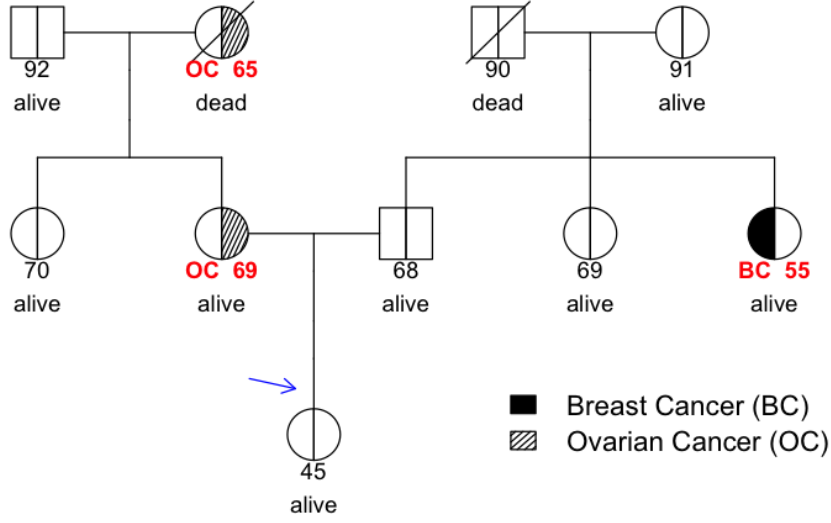 92
alive
OC 65
dead
90
dead
91
alive
70
alive
OC 69
alive
68
alive
69
alive
BC 55
alive
45
alive
Breast Cancer (BC)
Ovarian Cancer (OC)